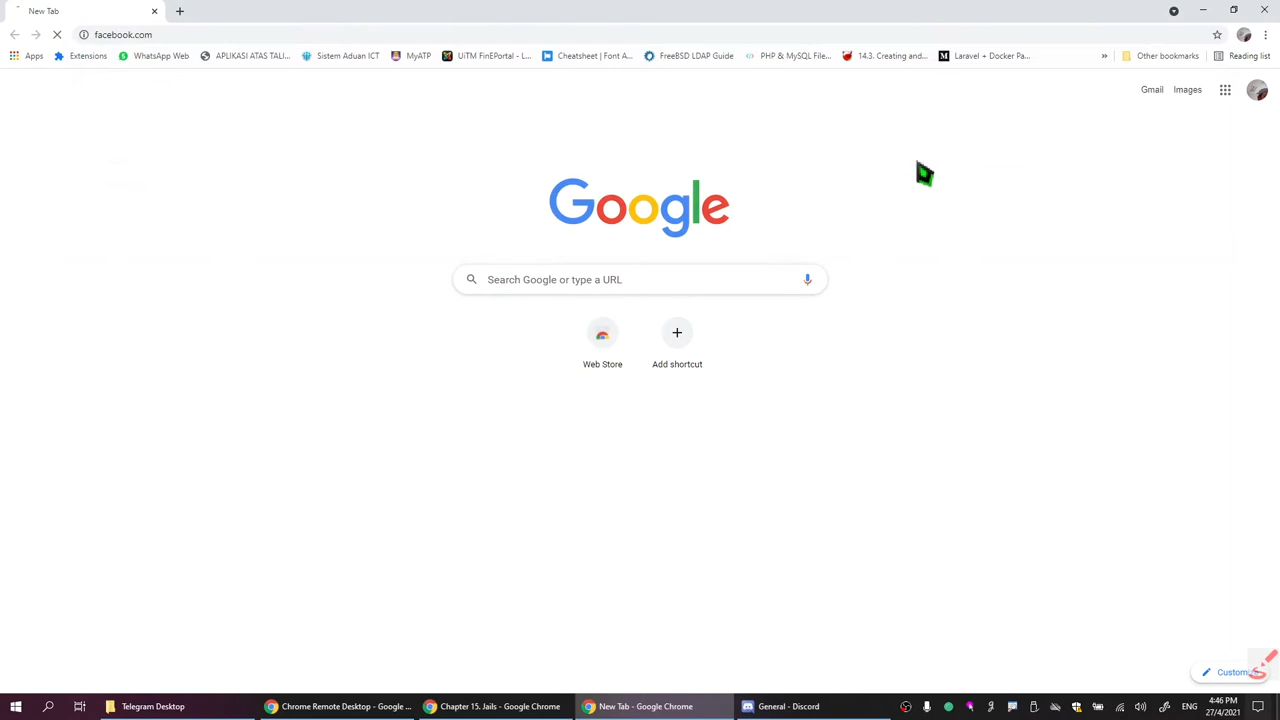 New Tab
facebook.com
Apps Extensions WhatsApp Web APLIKASI ATAS TALI... Sistem Aduan ICT MyATP UiTM FinEPortal - L... Cheatsheet | Font A... FreeBSD LDAP Guide PHP & MySQL Fil... 14.3. Creating and... Laravel + Docker Pa... » Other bookmarks Reading list
Gmail Images
Google
Search Google or type a URL
Web Store Add shortcut
Telegram Desktop Chrome Remote Desktop - Google ... Chapter 15. Jails - Google Chrome New Tab - Google Chrome General - Discord ENG 4:46 PM
27/4/2021